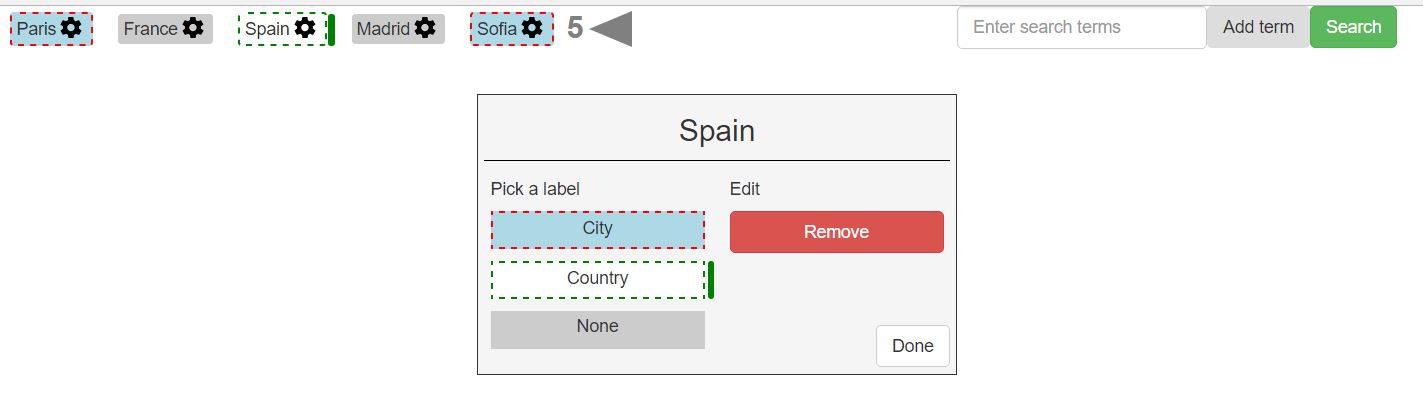 Paris France Spain Madrid Sofia 5 Enter search terms Add term Search
Spain
Pick a label Edit
City Remove
Country
None
Done